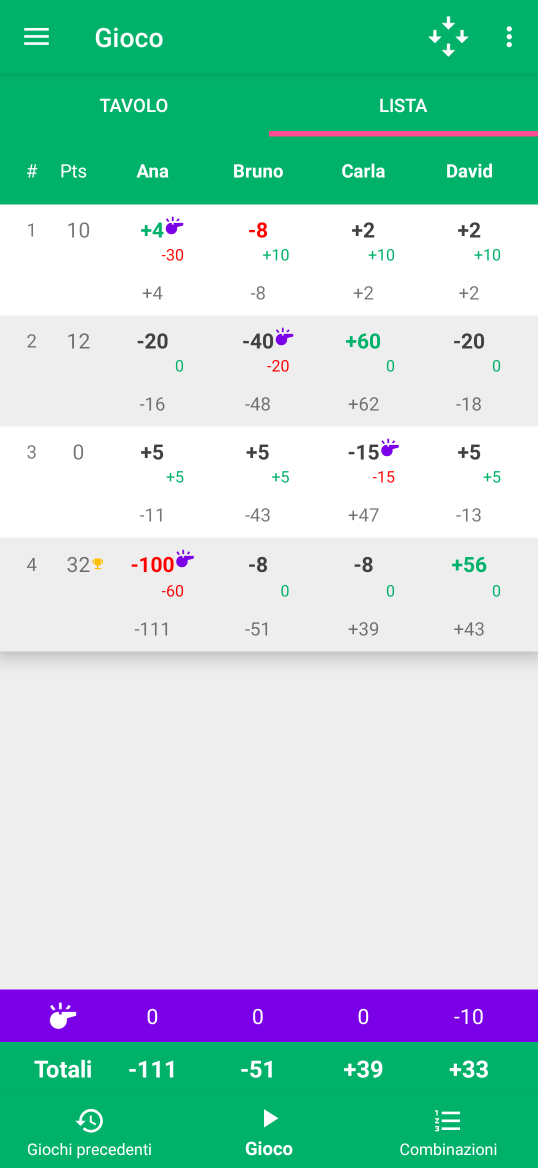 Gioco
TAVOLO LISTA
# Pts Ana Bruno Carla David
1 10 +4 -8 +2 +2
-30 +10 +10 +10
+4 -8 +2 +2
2 12 -20 -40 +60 -20
0 -20 0 0
-16 -48 +62 -18
3 0 +5 +5 -15 +5
+5 +5 -15 +5
-11 -43 +47 -13
4 32 -100 -8 -8 +56
-60 0 0 0
-111 -51 +39 +43
0 0 0 -10
Totali -111 -51 +39 +33
Giochi precedenti Gioco Combinazioni